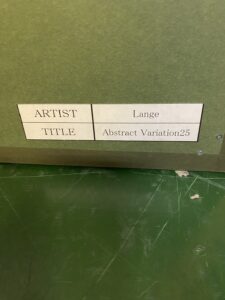 ARTIST Lange
TITLE Abstract Variation25